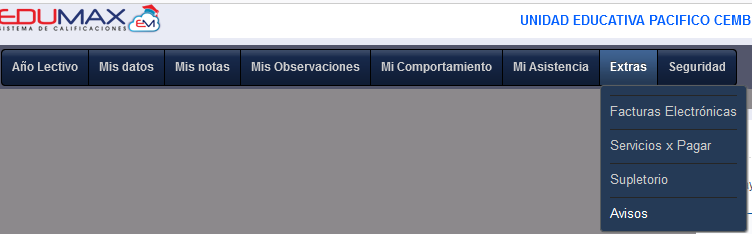 EDUMAX
SISTEMA DE CALIFICACIONES
EM
UNIDAD EDUCATIVA PACIFICO CEMB
Año Lectivo
Mis datos
Mis notas
Mis Observaciones
Mi Comportamiento
Mi Asistencia
Extras
Seguridad
Facturas Electrónicas
Servicios x Pagar
Supletorio
Avisos